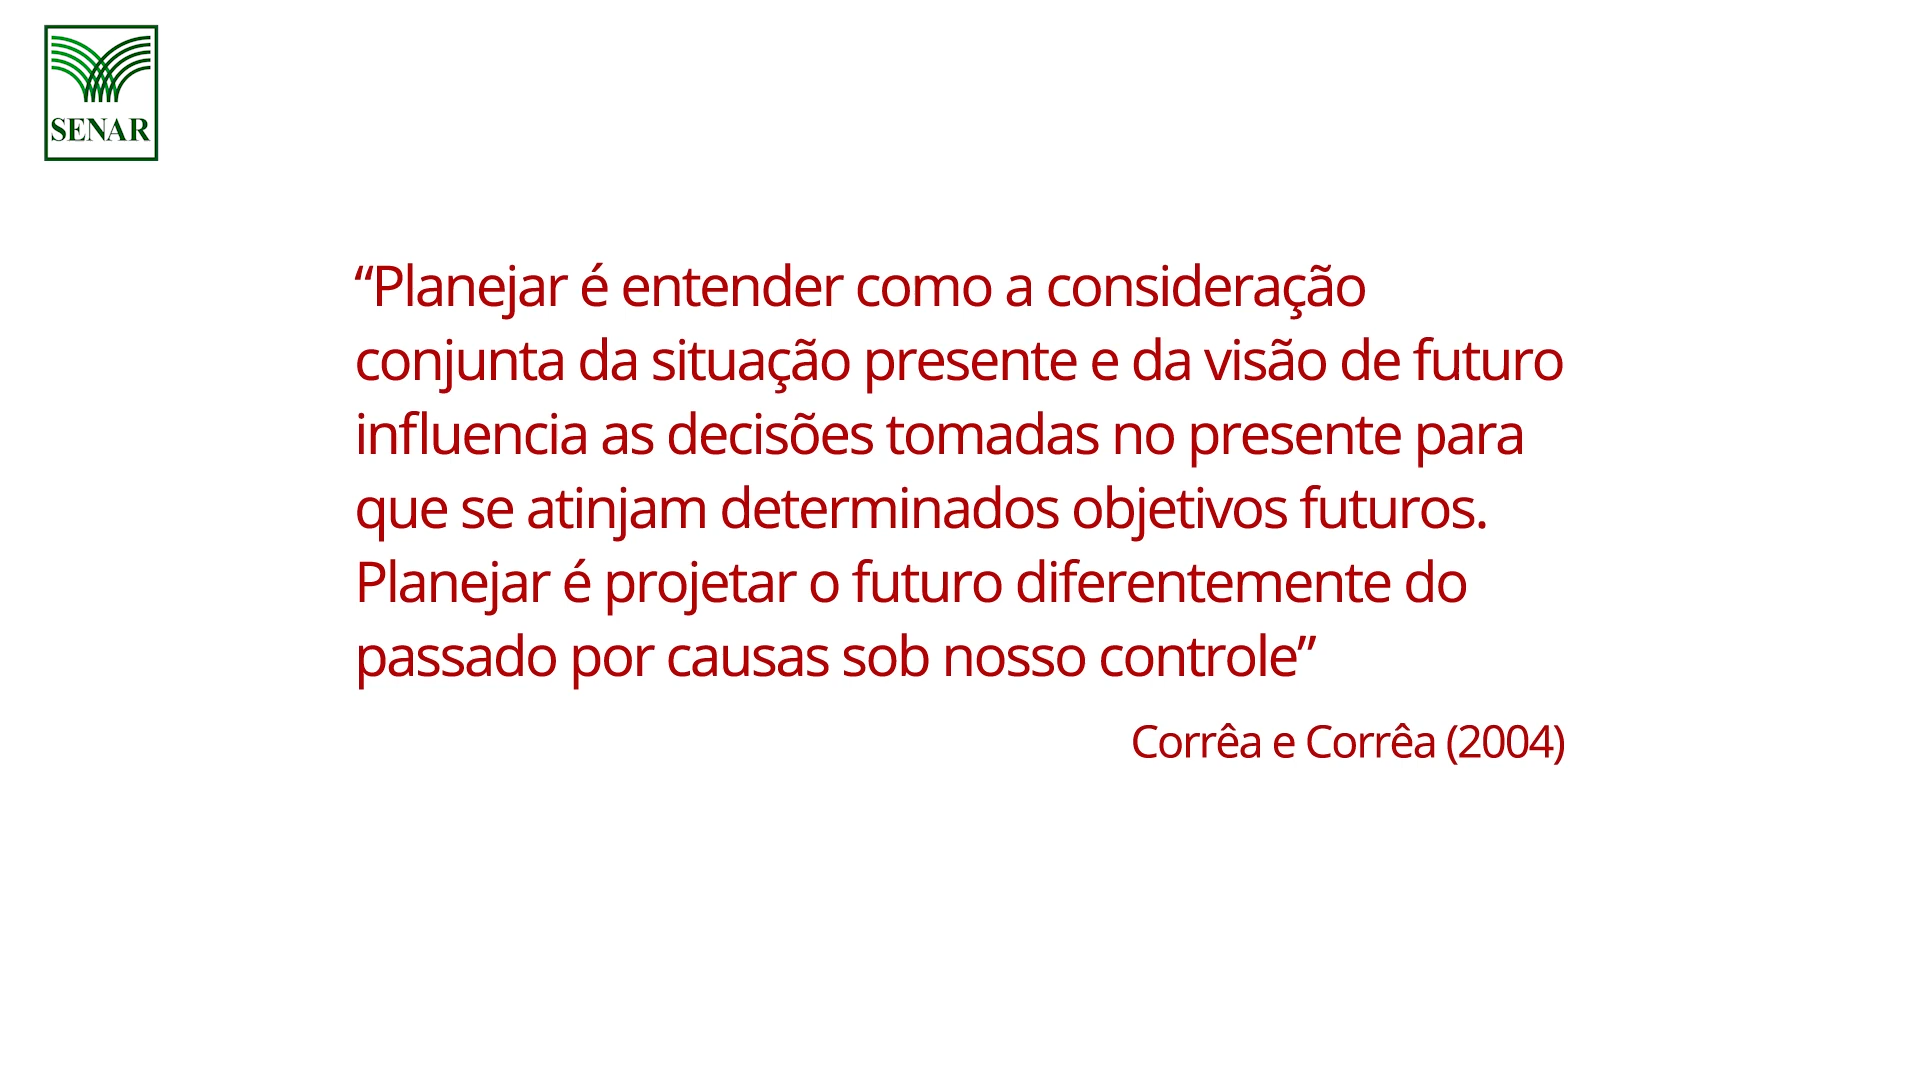 SENAR
“Planejar é entender como a consideração
conjunta da situação presente e da visão de futuro
influencia as decisões tomadas no presente para
que se atinjam determinados objetivos futuros.
Planejar é projetar o futuro diferentemente do
passado por causas sob nosso controle”
Corrêa e Corrêa (2004)